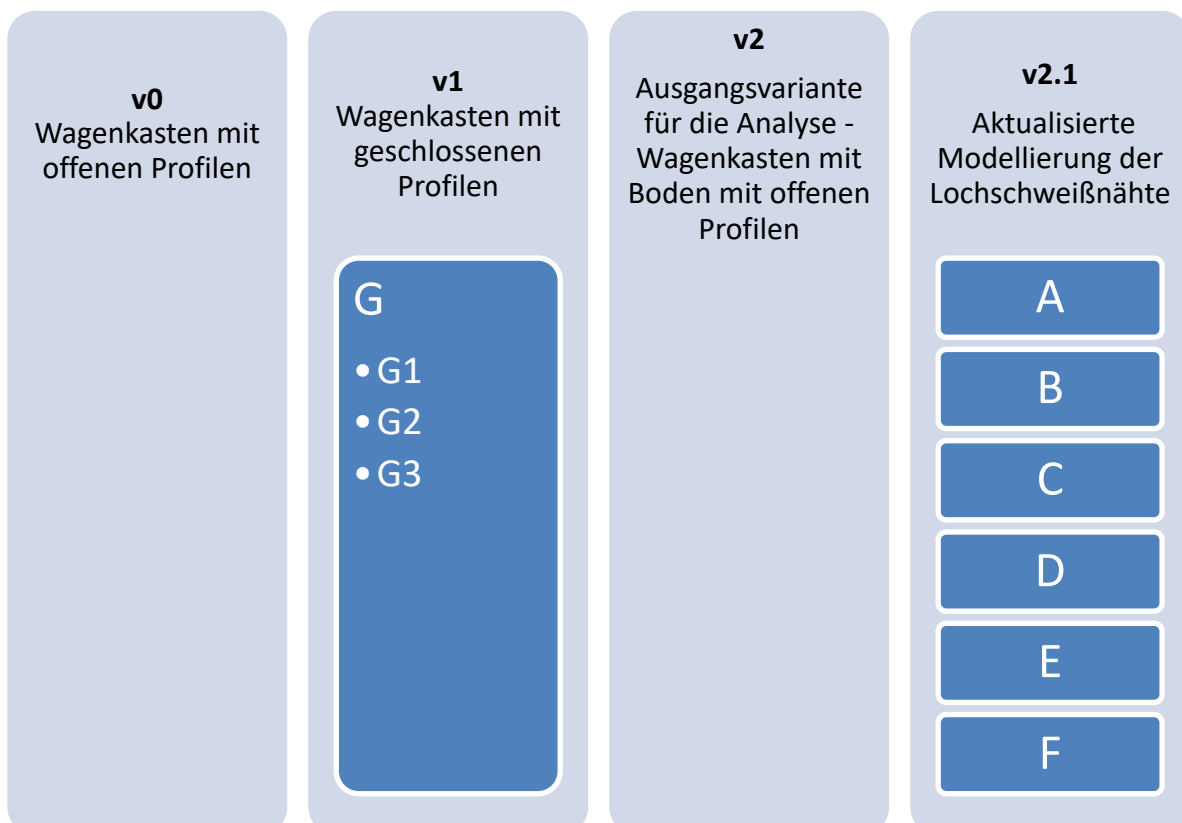 v0
Wagenkasten mit
offenen Profilen
v1
Wagenkasten mit
geschlossenen
Profilen
G
• G1
• G2
• G3
v2
Ausgangsvariante
für die Analyse -
Wagenkasten mit
Boden mit offenen
Profilen
v2.1
Aktualisierte
Modellierung der
Lochschweißnähte
A
B
C
D
E
F